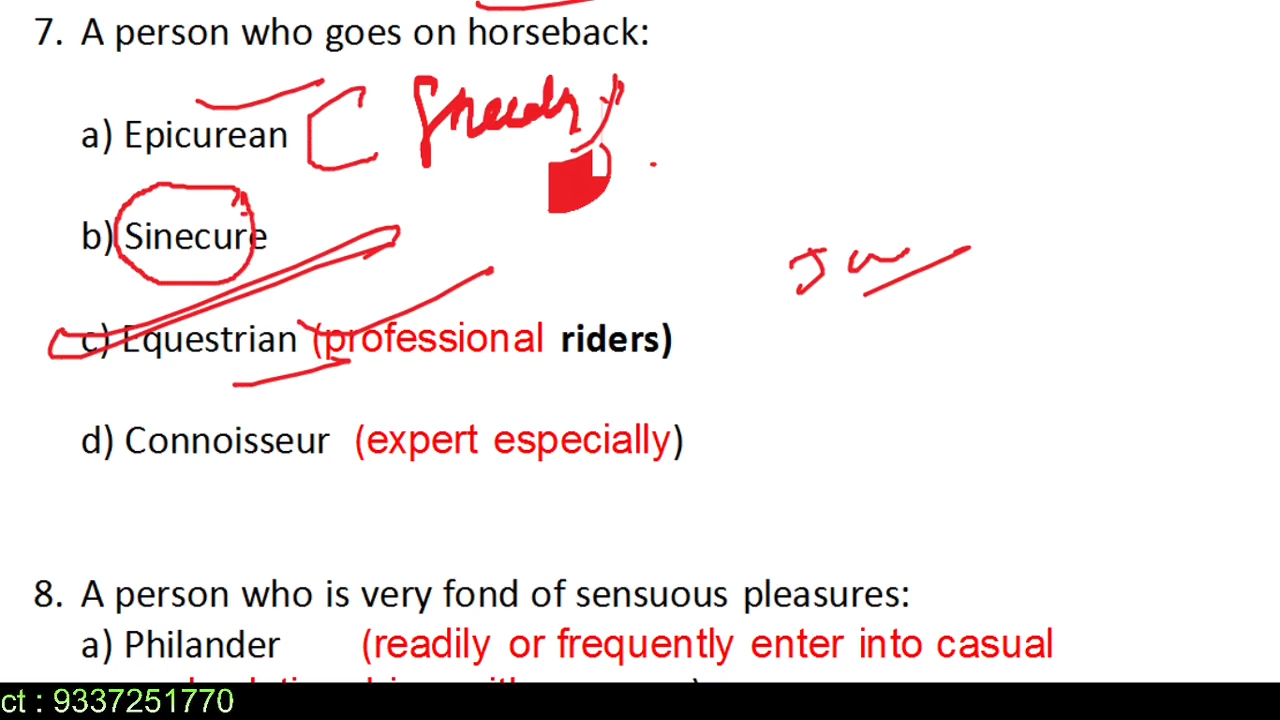 7. A person who goes on horseback:
a) Epicurean
b) Sinecure
c) Equestrian (professional riders)
d) Connoisseur (expert especially)
8. A person who is very fond of sensuous pleasures:
a) Philander (readily or frequently enter into casual
ct : 9337251770